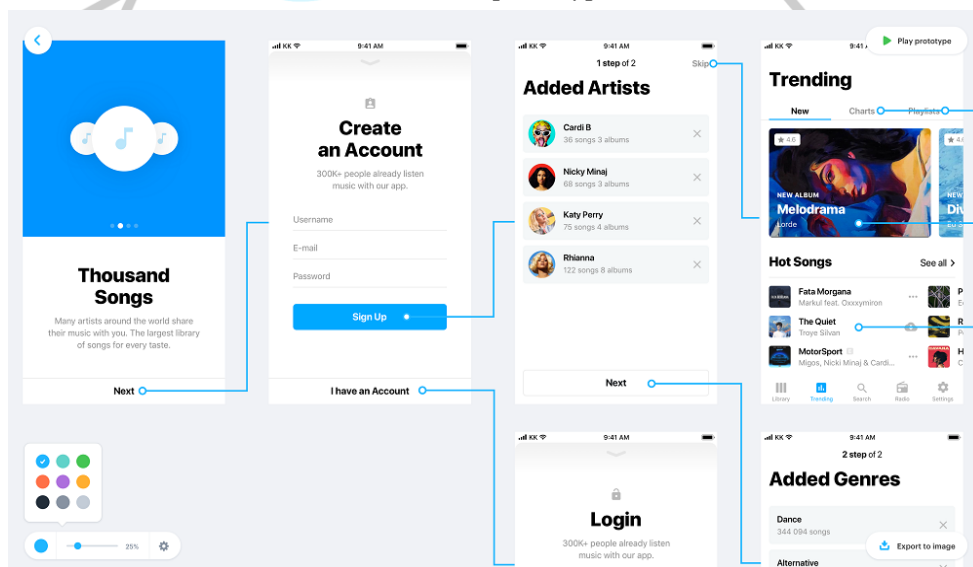 Thousand
Songs
Many artists around the world share
their music with you. The largest library
of songs for every taste.
Next
25%
KK
9:41 AM
Create
an Account
300K+ people already listen
music with our app.
Username
E-mail
Password
Sign Up
I have an Account
KK
9:41 AM
1 step of 2
Skip
Added Artists
Cardi B
36 songs 3 albums
Nicky Minaj
68 songs 3 albums
Katy Perry
75 songs 4 albums
Rhianna
122 songs 8 albums
Next
KK
9:41 AM
Login
300K+ people already listen
music with our app.
KK
9:41
Play prototype
Trending
New
Charts
Playlists
4.6
NEW ALBUM
Melodrama
Lorde
NEW
Hot Songs
See all
Fata Morgana
Markul feat. Oxxxymiron
The Quiet
Troye Silvan
MotorSport
Migos, Nicki Minaj & Cardi...
Library
Trending
Search
Radio
Settings
KK
9:41 AM
2 step of 2
Added Genres
Dance
344 094 songs
Alternative
Export to image